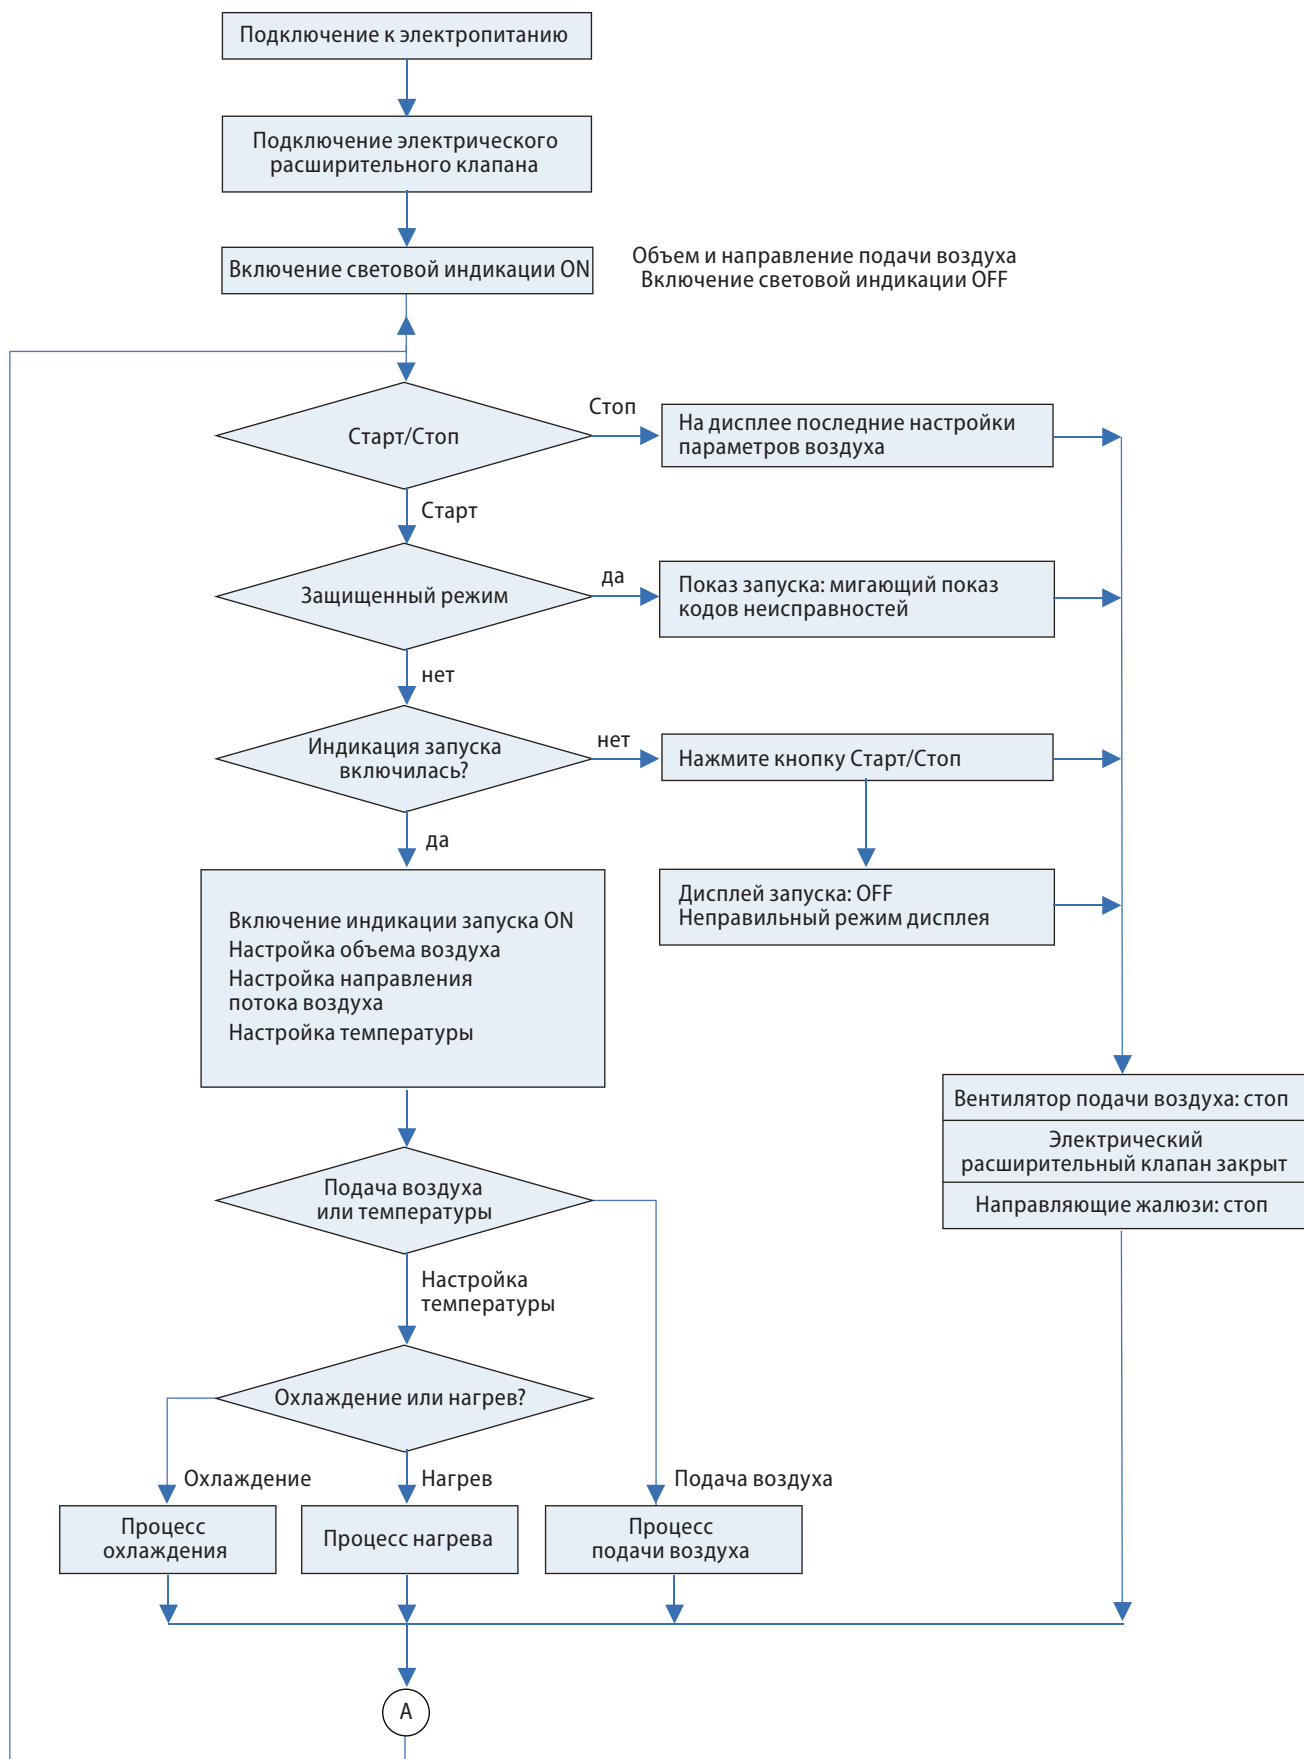 Подключение к электропитанию
Подключение электрического
расширительного клапана
Включение световой индикации ON
Объем и направление подачи воздуха
Включение световой индикации OFF
Старт/Стоп
Стоп
На дисплее последние настройки
параметров воздуха
Старт
Защищенный режим
да
Показ запуска: мигающий показ
кодов неисправностей
нет
Индикация запуска
включилась?
нет
Нажмите кнопку Старт/Стоп
да
Дисплей запуска: OFF
Неправильный режим дисплея
Включение индикации запуска ON
Настройка объема воздуха
Настройка направления
потока воздуха
Настройка температуры
Вентилятор подачи воздуха: стоп
Электрический
расширительный клапан закрыт
Направляющие жалюзи: стоп
Подача воздуха
или температуры
Настройка
температуры
Охлаждение или нагрев?
Охлаждение
Нагрев
Подача воздуха
Процесс
охлаждения
Процесс нагрева
Процесс
подачи воздуха
А